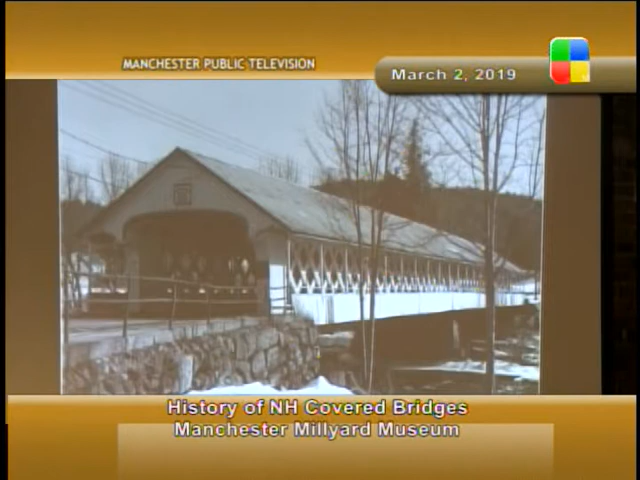 MANCHESTER PUBLIC TELEVISION
March 2, 2019
History of NH Covered Bridges
Manchester Millyard Museum